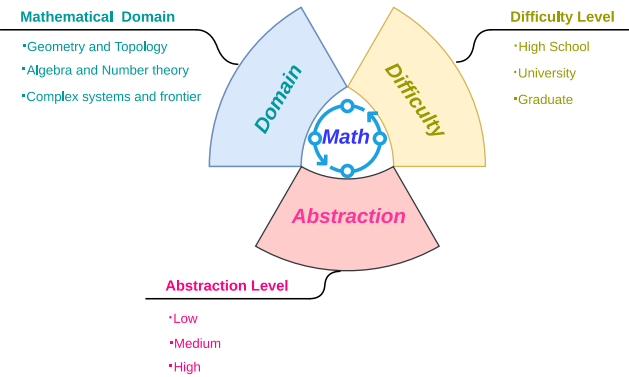 Mathematical Domain
▪Geometry and Topology
▪Algebra and Number theory
▪Complex systems and frontier
Difficulty Level
▪High School
▪University
▪Graduate
Domain
Difficulty
Math
Abstraction
Abstraction Level
▪Low
▪Medium
▪High